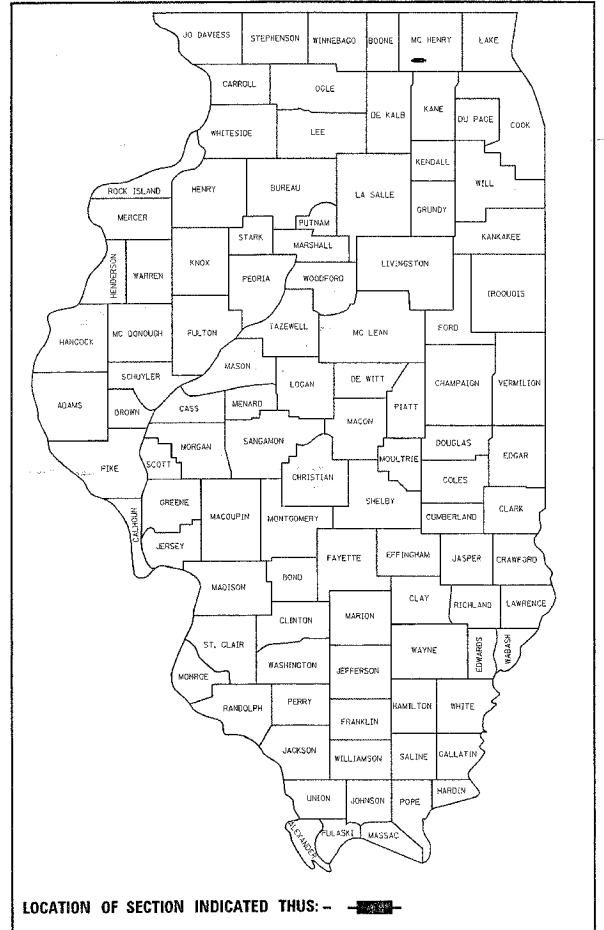 JO DAVIESS STEPHENSON WINNEBAGO BOONE MC HENRY LAKE
CARROLL OGLE
DE KALB KANE DU PAGE COOK
WHITESIDE LEE
KENDALL
WILL
ROCK ISLAND HENRY BUREAU LA SALLE
GRUNDY
MERCER PUTNAM
KANKAKEE
STARK MARSHALL
HENDERSON WARREN KNOX LIVINGSTON
PEORIA WOODFORD IROQUOIS
HANCOCK MC DONOUGH FULTON TAZEWELL MC LEAN FORD
MASON
SCHUYLER DE WITT
LOGAN CHAMPAIGN VERMILION
ADAMS BROWN CASS MENARD PIATT
MACON
MORGAN SANGAMON DOUGLAS
PIKE SCOTT MOULTRIE EDGAR
CHRISTIAN COLES
GREENE SHELBY
CALHOUN MACOUPIN MONTGOMERY CUMBERLAND CLARK
JERSEY
FAYETTE EFFINGHAM JASPER CRAWFORD
BOND
MADISON CLAY
MARION RICHLAND LAWRENCE
CLINTON
ST. CLAIR WAYNE EDWARDS WABASH
WASHINGTON JEFFERSON
MONROE
PERRY HAMILTON WHITE
RANDOLPH FRANKLIN
JACKSON WILLIAMSON SALINE GALLATIN
HARDIN
UNION JOHNSON POPE
ALEXANDER PULASKI MASSAC
LOCATION OF SECTION INDICATED THUS: -